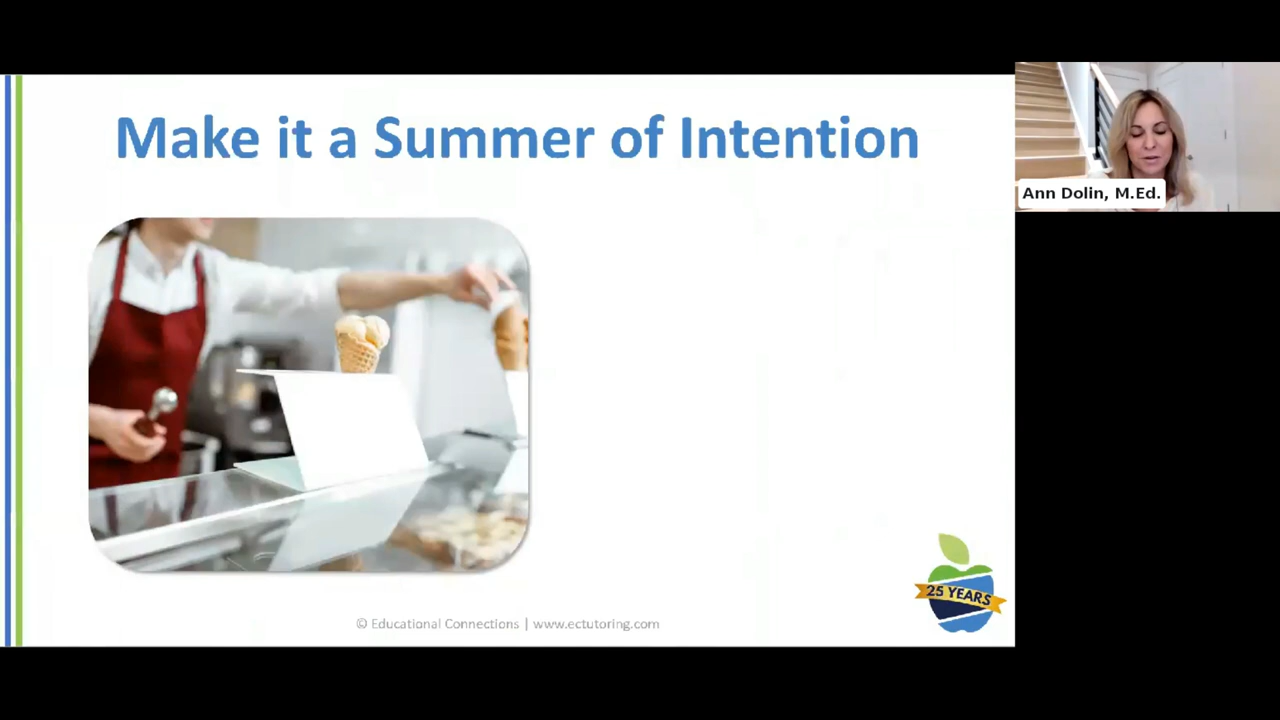 Make it a Summer of Intention
Ann Dolin, M.Ed.
25 YEARS
© Educational Connections | www.ectutoring.com